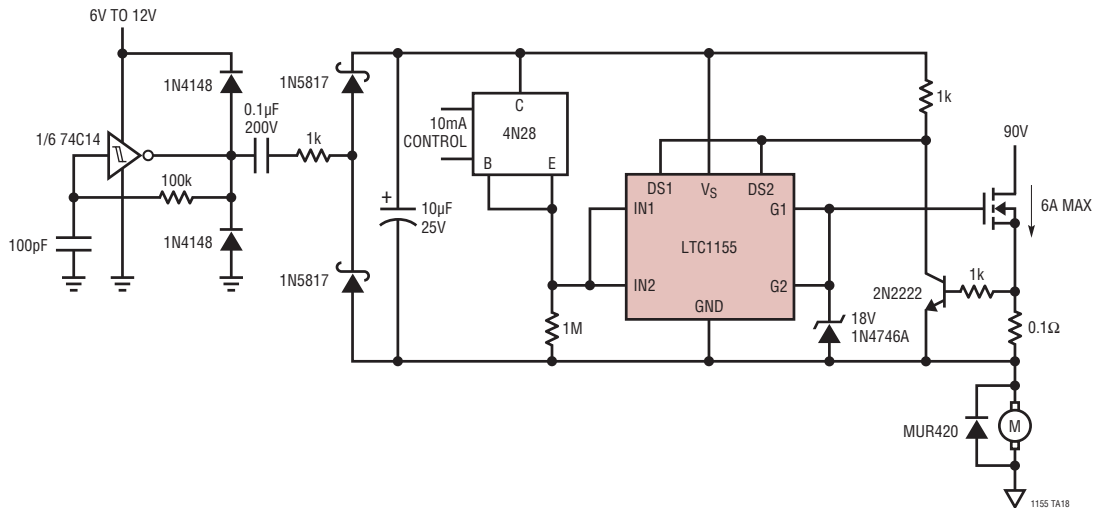 6V TO 12V
1N4148
1N5817
0.1µF
200V
1/6 74C14
1k
100k
100pF
1N4148
1N5817
+
10µF
25V
10mA
CONTROL
C
4N28
B
E
1M
1k
DS1
VS
DS2
IN1
G1
LTC1155
IN2
G2
GND
18V
1N4746A
2N2222
1k
90V
6A MAX
0.1Ω
MUR420
M
1155 TA18